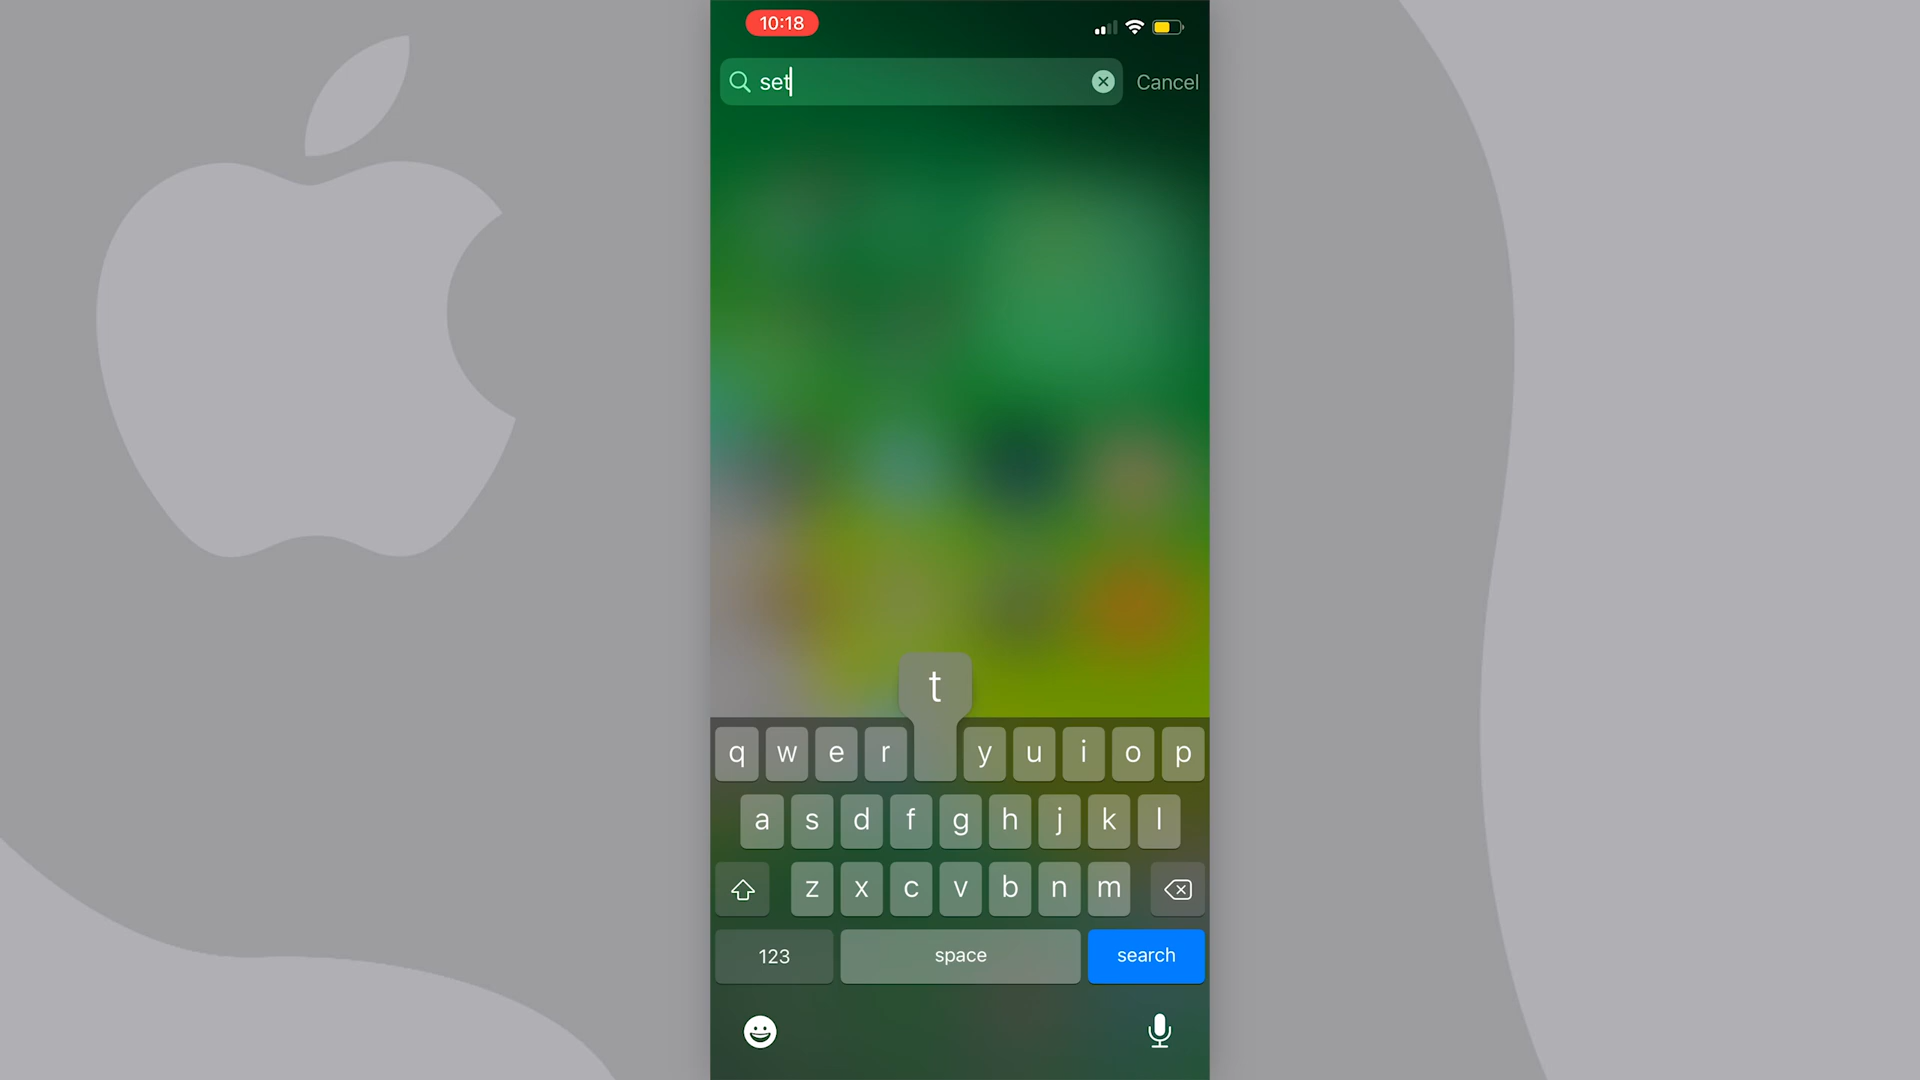 10:18
set
Cancel
t
q w e r y u i o p
a s d f g h j k l
z x c v b n m
123 space search